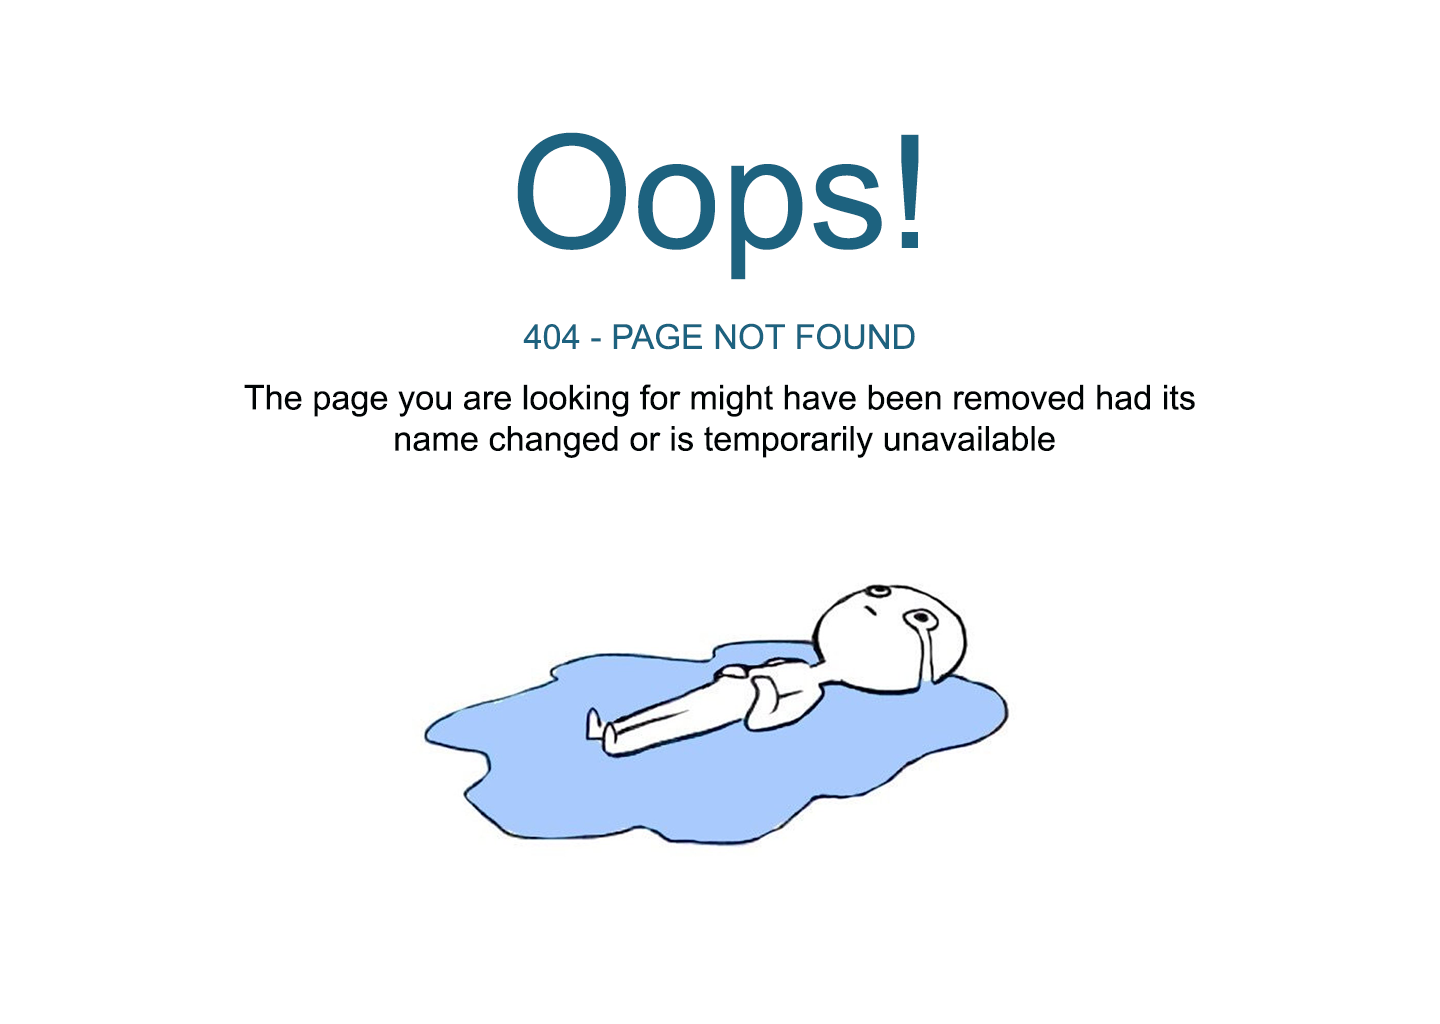 Oops!
404 - PAGE NOT FOUND
The page you are looking for might have been removed had its
name changed or is temporarily unavailable